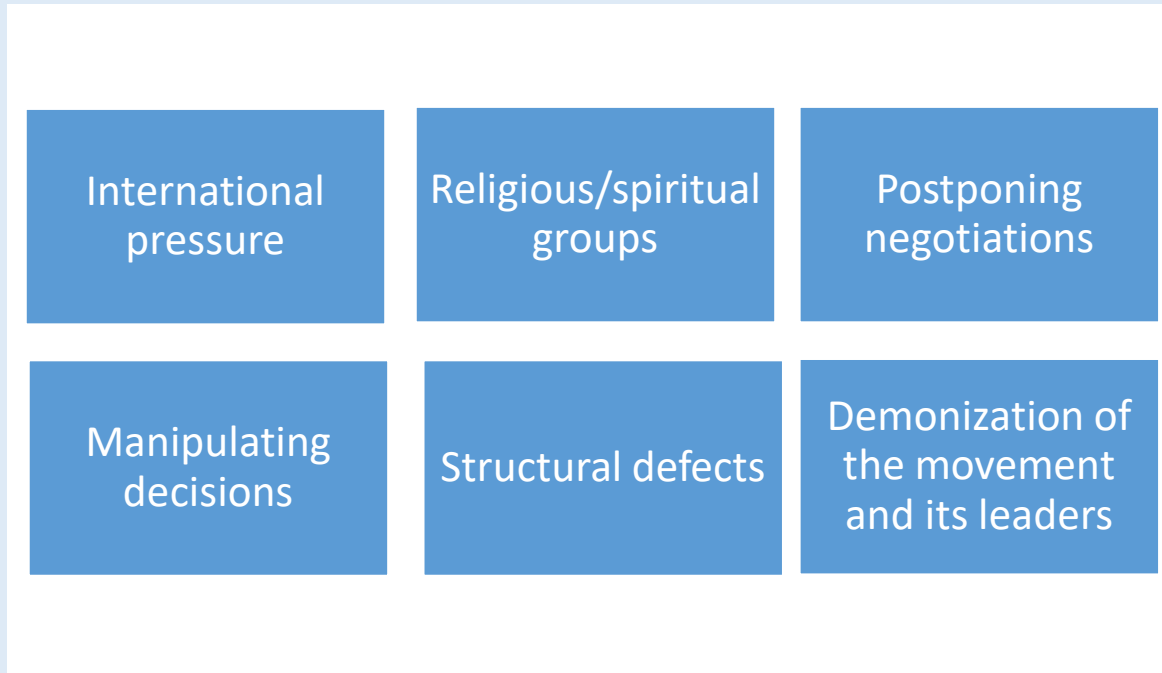 International
pressure
Religious/spiritual
groups
Postponing
negotiations
Manipulating
decisions
Structural defects
Demonization of
the movement
and its leaders